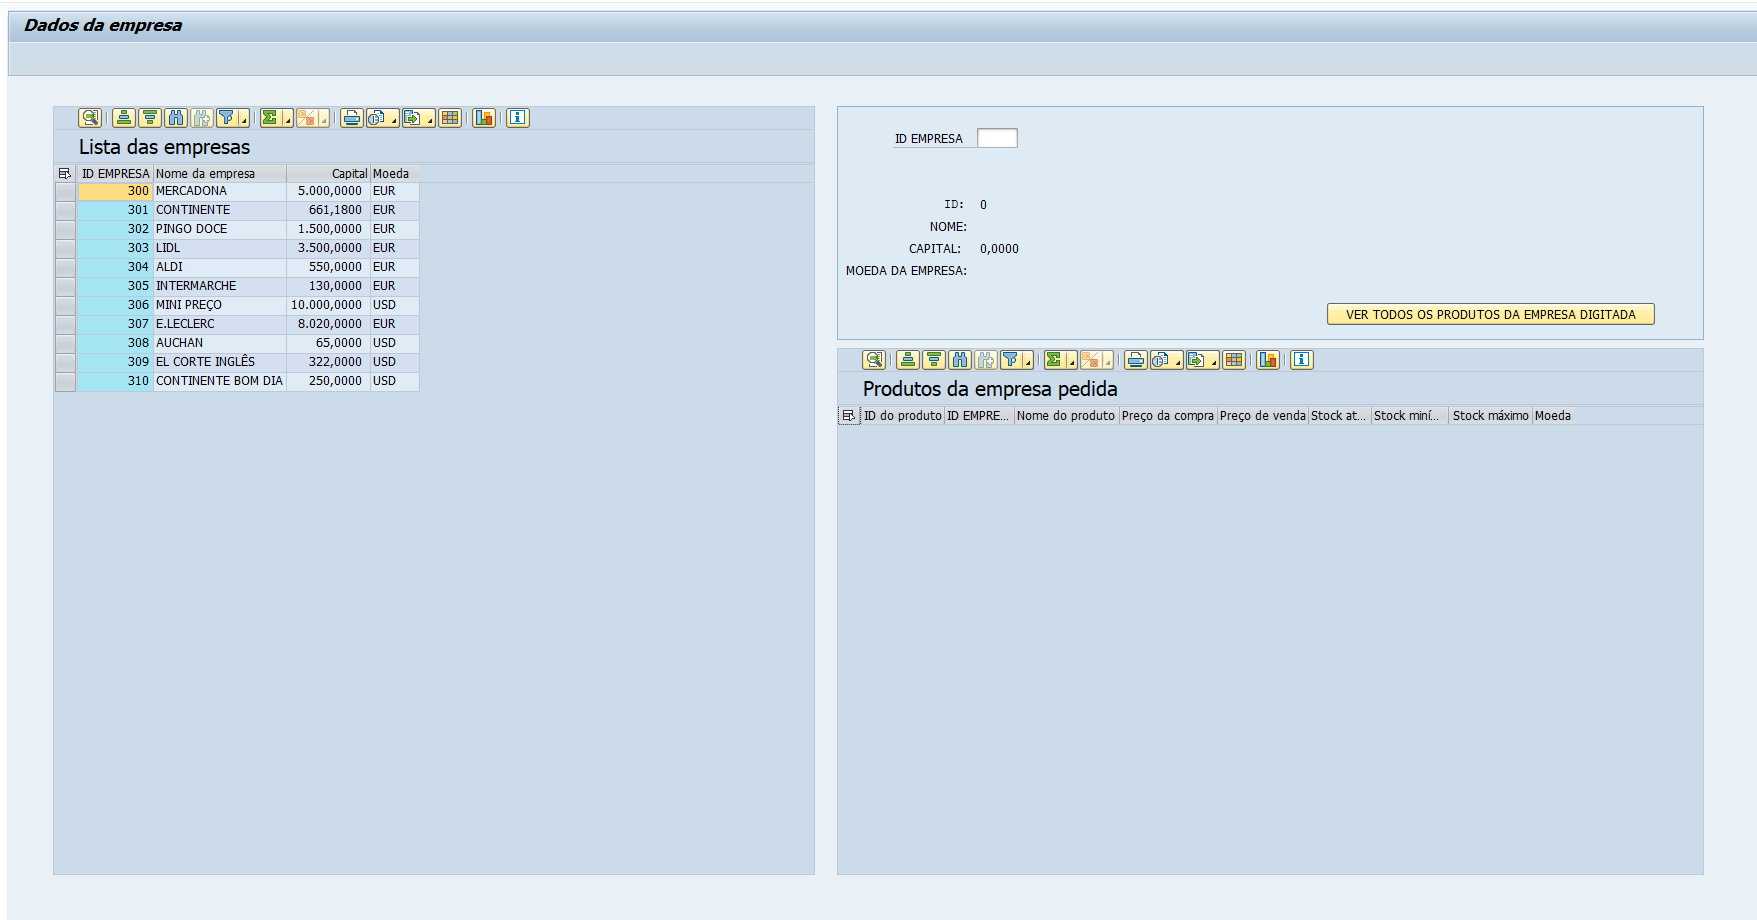 Dados da empresa
Lista das empresas
ID EMPRESA Nome da empresa Capital Moeda
300 MERCADONA 5.000,0000 EUR
301 CONTINENTE 661,1800 EUR
302 PINGO DOCE 1.500,0000 EUR
303 LIDL 3.500,0000 EUR
304 ALDI 550,0000 EUR
305 INTERMARCHE 130,0000 EUR
306 MINI PREÇO 10.000,0000 USD
307 E.LECLERC 8.020,0000 EUR
308 AUCHAN 65,0000 USD
309 EL CORTE INGLÊS 322,0000 USD
310 CONTINENTE BOM DIA 250,0000 USD
ID EMPRESA
ID: 0
NOME:
CAPITAL: 0,0000
MOEDA DA EMPRESA:
VER TODOS OS PRODUTOS DA EMPRESA DIGITADA
Produtos da empresa pedida
ID do produto ID EMPRE... Nome do produto Preço da compra Preço de venda Stock at... Stock miní... Stock máximo Moeda